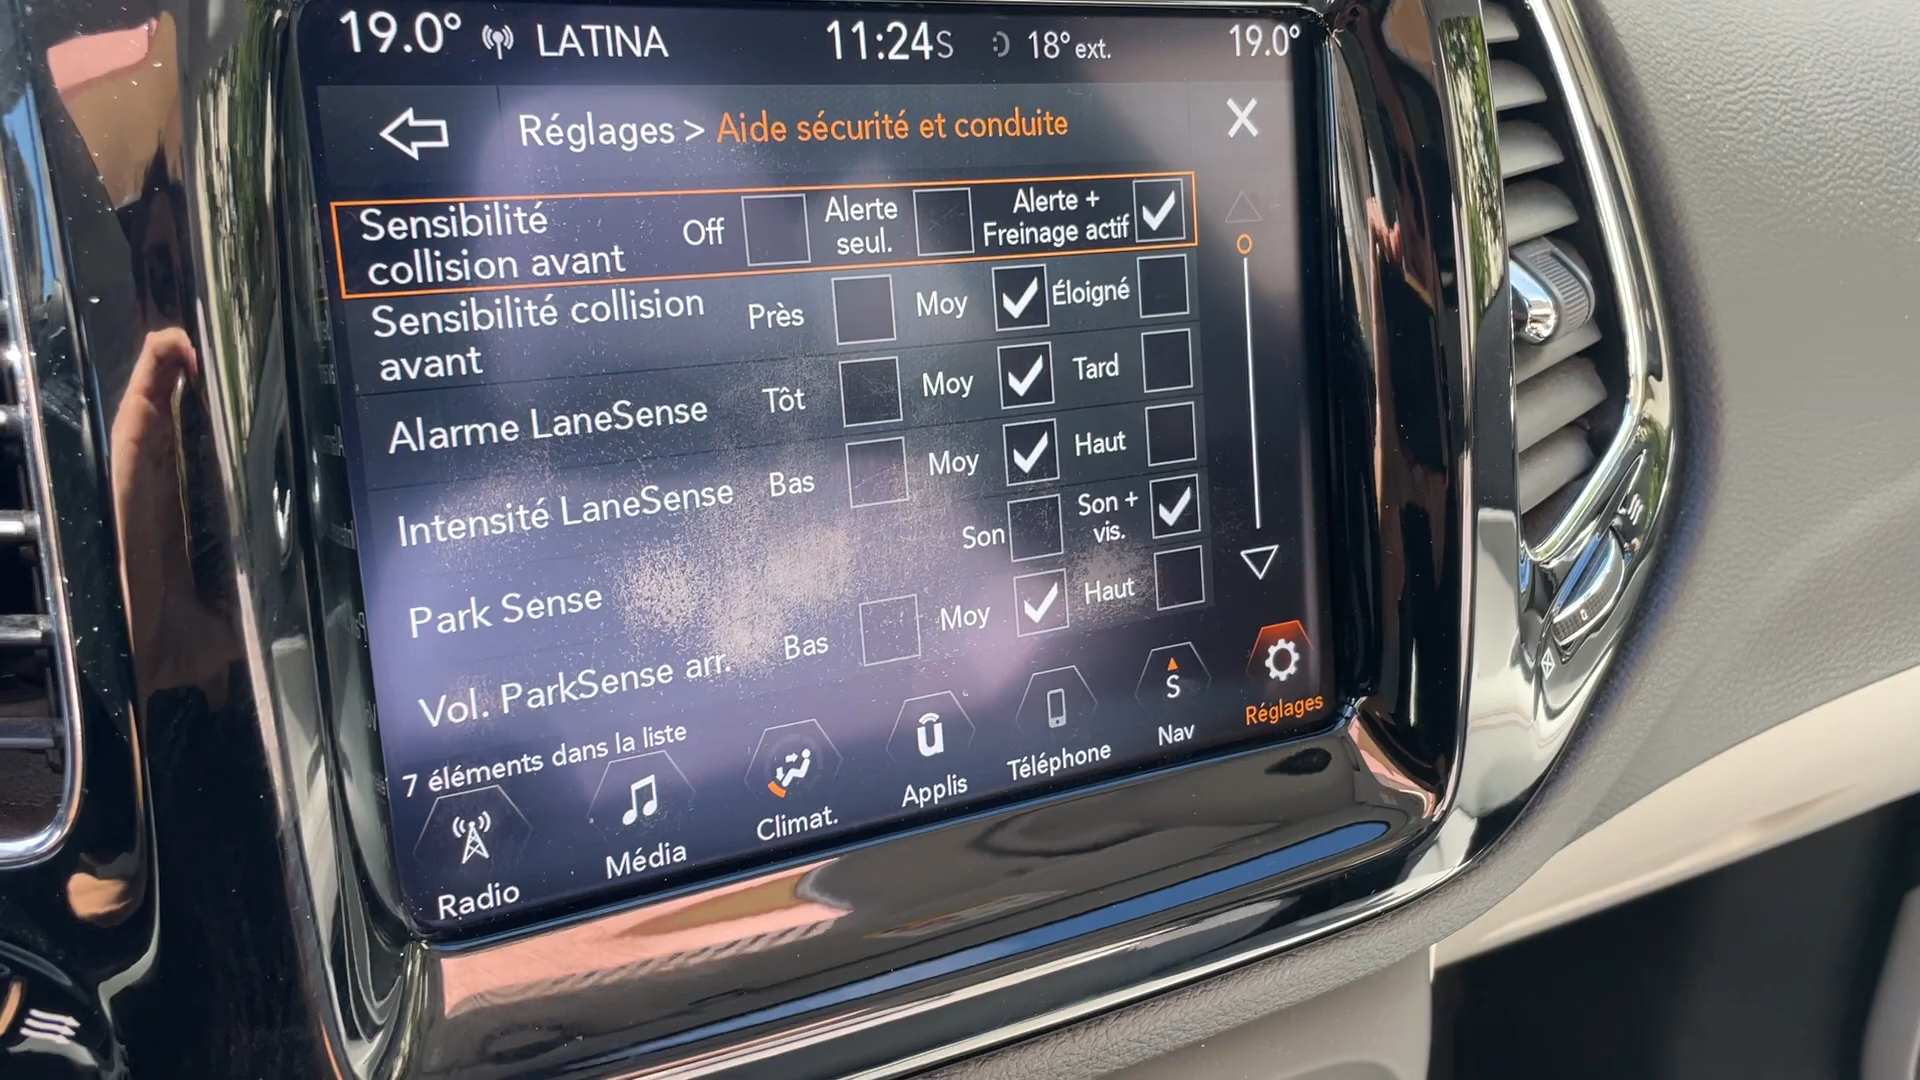 19.0° LATINA 11:24S 18° ext. 19.0°
Réglages > Aide sécurité et conduite X
Sensibilité collision avant Off Alerte seul. Alerte + Freinage actif
Sensibilité collision avant Près Moy Éloigné
Alarme LaneSense Tôt Moy Tard
Intensité LaneSense Bas Moy Haut
Park Sense Son Son + vis.
Vol. ParkSense arr. Bas Moy Haut
7 éléments dans la liste
Radio Média Climat. Applis Téléphone S Nav Réglages